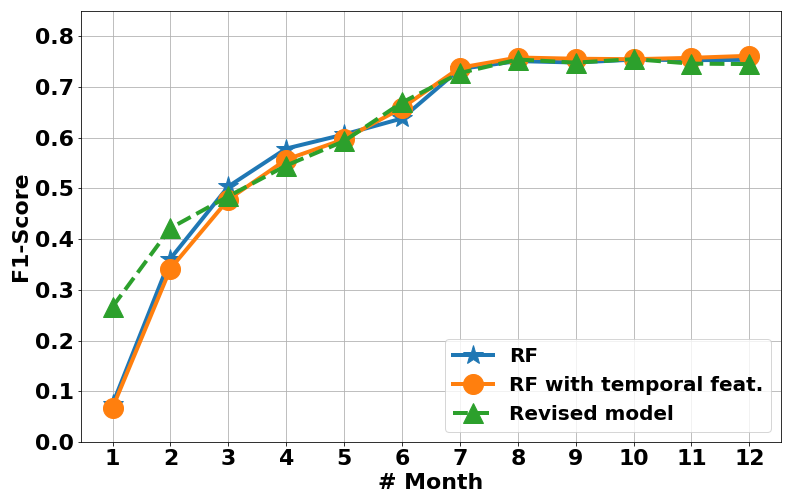 F1-Score
0.8
0.7
0.6
0.5
0.4
0.3
0.2
0.1
0.0
RF
RF with temporal feat.
Revised model
1 2 3 4 5 6 7 8 9 10 11 12
# Month